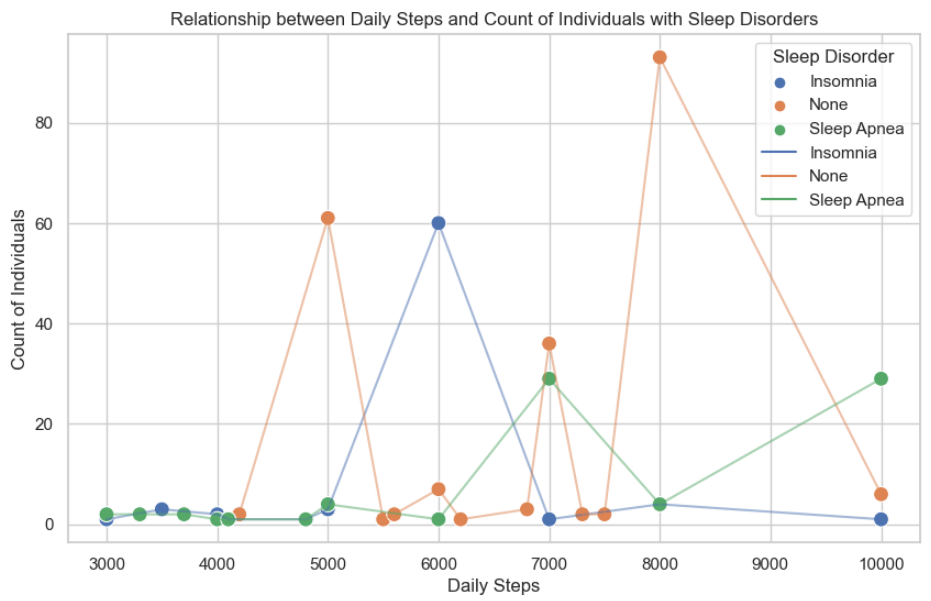 Relationship between Daily Steps and Count of Individuals with Sleep Disorders
Sleep Disorder
Insomnia
None
Sleep Apnea
Insomnia
None
Sleep Apnea
Count of Individuals
80
60
40
20
0
3000 4000 5000 6000 7000 8000 9000 10000
Daily Steps